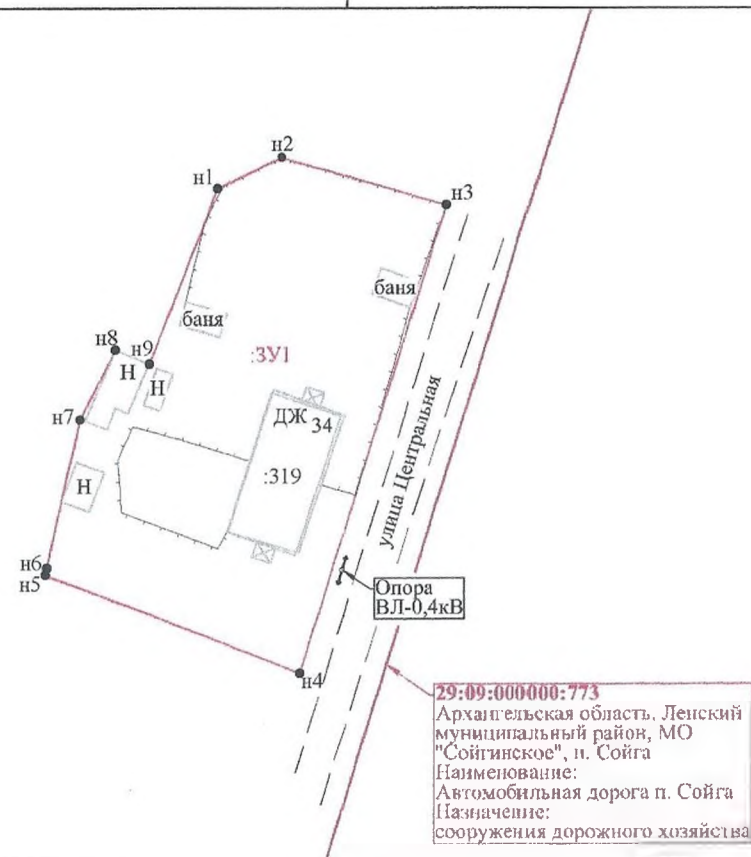 н2
н1
н3
баня
баня
:ЗУ1
н8
н9
Н
Н
н7
ДЖ 34
:319
Н
улица Центральная
н6
н5
Опора
ВЛ-0,4кВ
н4
29:09:000000:773
Архангельская область, Ленский
муниципальный район, МО
"Сойгинское", п. Сойга
Наименование:
Автомобильная дорога п. Сойга
Назначение:
сооружения дорожного хозяйства